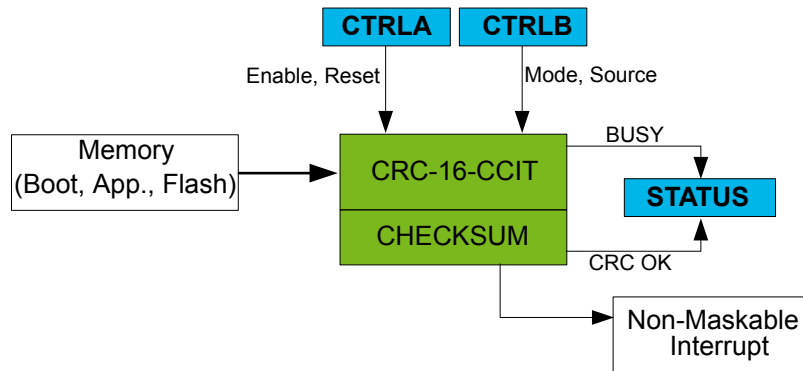 CTRLA
CTRLB
Enable, Reset
Mode, Source
Memory
(Boot, App., Flash)
CRC-16-CCIT
BUSY
STATUS
CHECKSUM
CRC OK
Non-Maskable
Interrupt